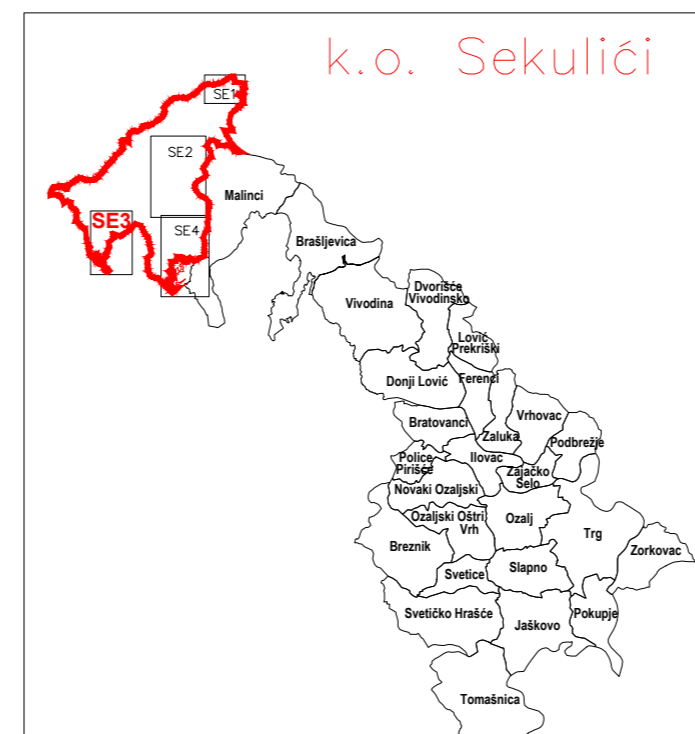 k.o. Sekulići
SE1
SE2
Malinci
SE3
SE4
Brašljevica
Dvorišće
Vivodinsko
Vivodina
Lović
Prekriški
Donji Lović
Ferenci
Bratovanci
Vrhovac
Zaluka
Podbrežje
Police
Pirišće
Ilovac
Zajačko
Selo
Novaki Ozaljski
Ozaljski Oštri
Vrh
Ozalj
Trg
Breznik
Zorkovac
Slapno
Svetice
Svetičko Hrašće
Jaškovo
Pokupje
Tomašnica